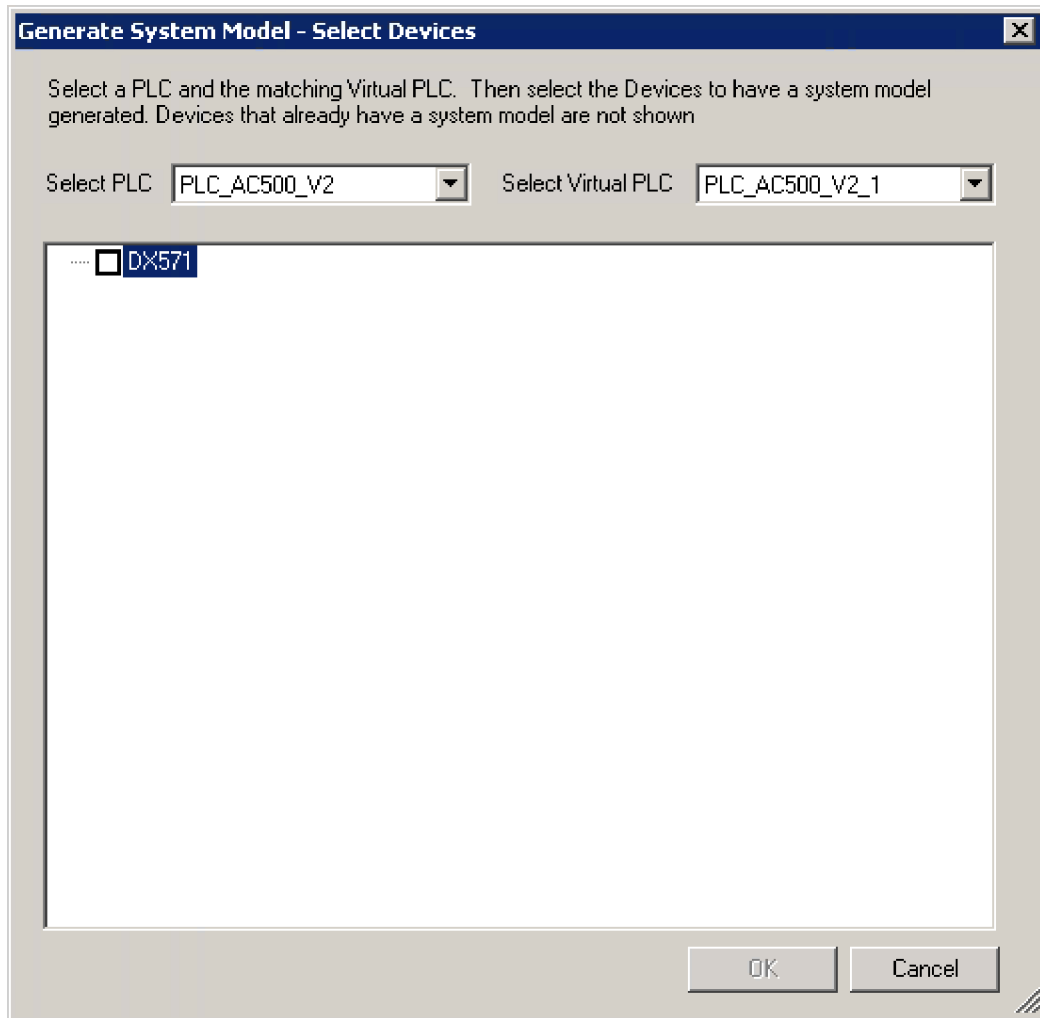 Generate System Model - Select Devices
Select a PLC and the matching Virtual PLC.  Then select the Devices to have a system model
generated. Devices that already have a system model are not shown
Select PLC PLC_AC500_V2 Select Virtual PLC PLC_AC500_V2_1
DX571
OK Cancel